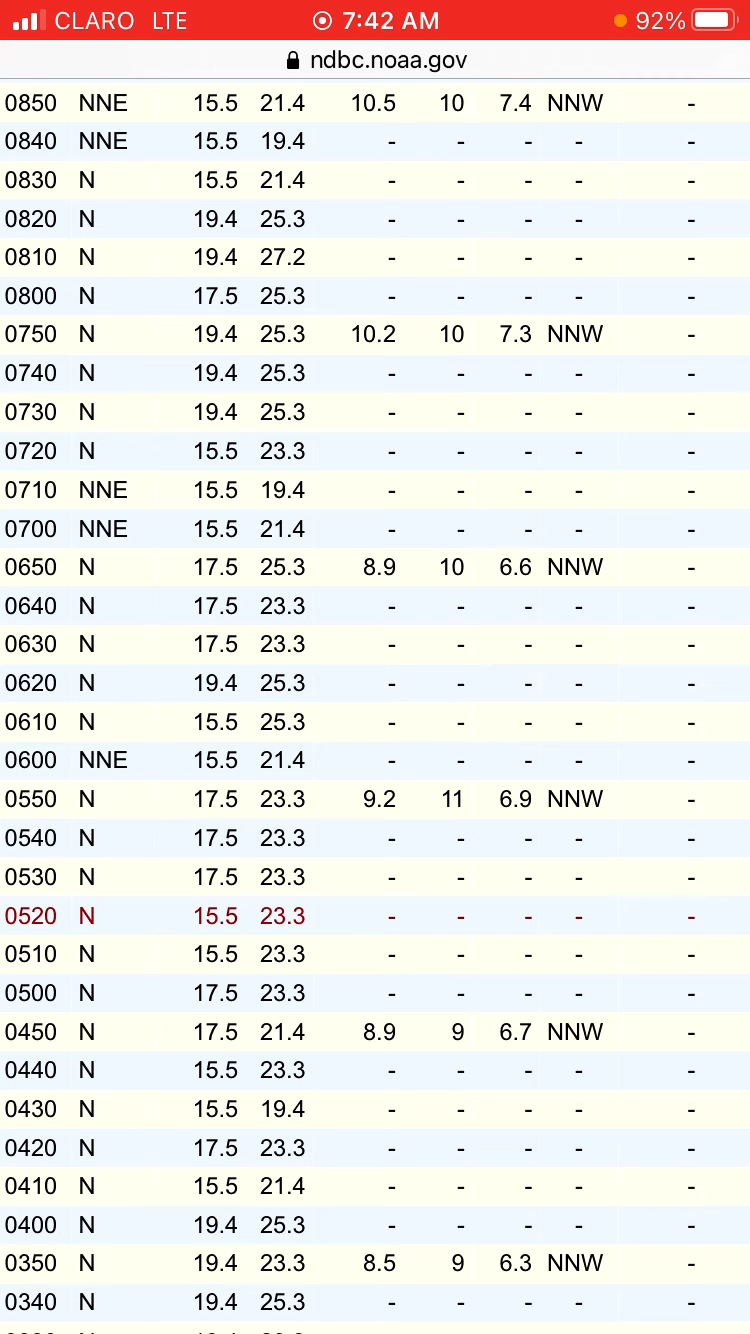 CLARO LTE 7:42 AM 92%
ndbc.noaa.gov
0850 NNE 15.5 21.4 10.5 10 7.4 NNW -
0840 NNE 15.5 19.4 - - - - -
0830 N 15.5 21.4 - - - - -
0820 N 19.4 25.3 - - - - -
0810 N 19.4 27.2 - - - - -
0800 N 17.5 25.3 - - - - -
0750 N 19.4 25.3 10.2 10 7.3 NNW -
0740 N 19.4 25.3 - - - - -
0730 N 19.4 25.3 - - - - -
0720 N 15.5 23.3 - - - - -
0710 NNE 15.5 19.4 - - - - -
0700 NNE 15.5 21.4 - - - - -
0650 N 17.5 25.3 8.9 10 6.6 NNW -
0640 N 17.5 23.3 - - - - -
0630 N 17.5 23.3 - - - - -
0620 N 19.4 25.3 - - - - -
0610 N 15.5 25.3 - - - - -
0600 NNE 15.5 21.4 - - - - -
0550 N 17.5 23.3 9.2 11 6.9 NNW -
0540 N 17.5 23.3 - - - - -
0530 N 17.5 23.3 - - - - -
0520 N 15.5 23.3 - - - - -
0510 N 15.5 23.3 - - - - -
0500 N 17.5 23.3 - - - - -
0450 N 17.5 21.4 8.9 9 6.7 NNW -
0440 N 15.5 23.3 - - - - -
0430 N 15.5 19.4 - - - - -
0420 N 17.5 23.3 - - - - -
0410 N 15.5 21.4 - - - - -
0400 N 19.4 25.3 - - - - -
0350 N 19.4 23.3 8.5 9 6.3 NNW -
0340 N 19.4 25.3 - - - - -